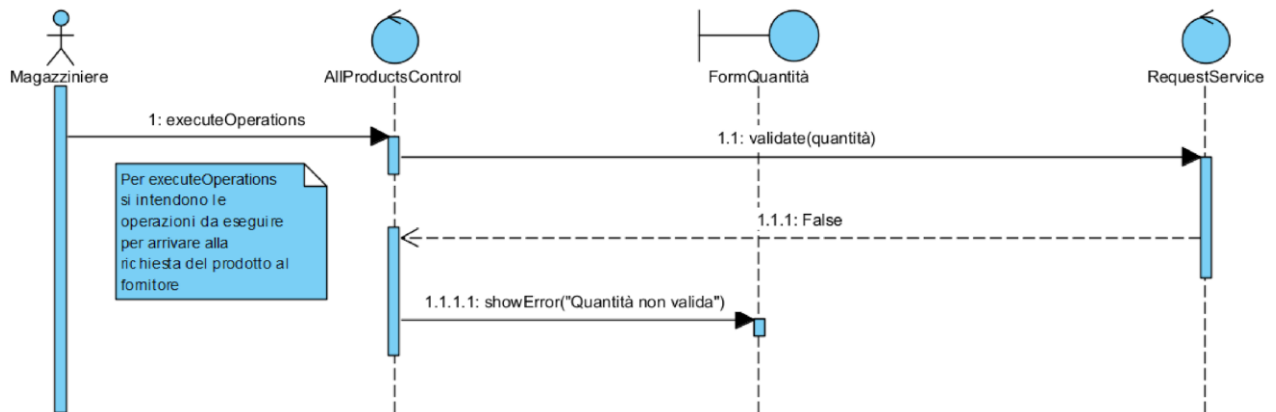 Magazziniere
AllProductsControl
FormQuantità
RequestService
1: executeOperations
1.1: validate(quantità)
Per executeOperations
si intendono le
operazioni da eseguire
per arrivare alla
richiesta del prodotto al
fornitore
1.1.1: False
1.1.1.1: showError("Quantità non valida")